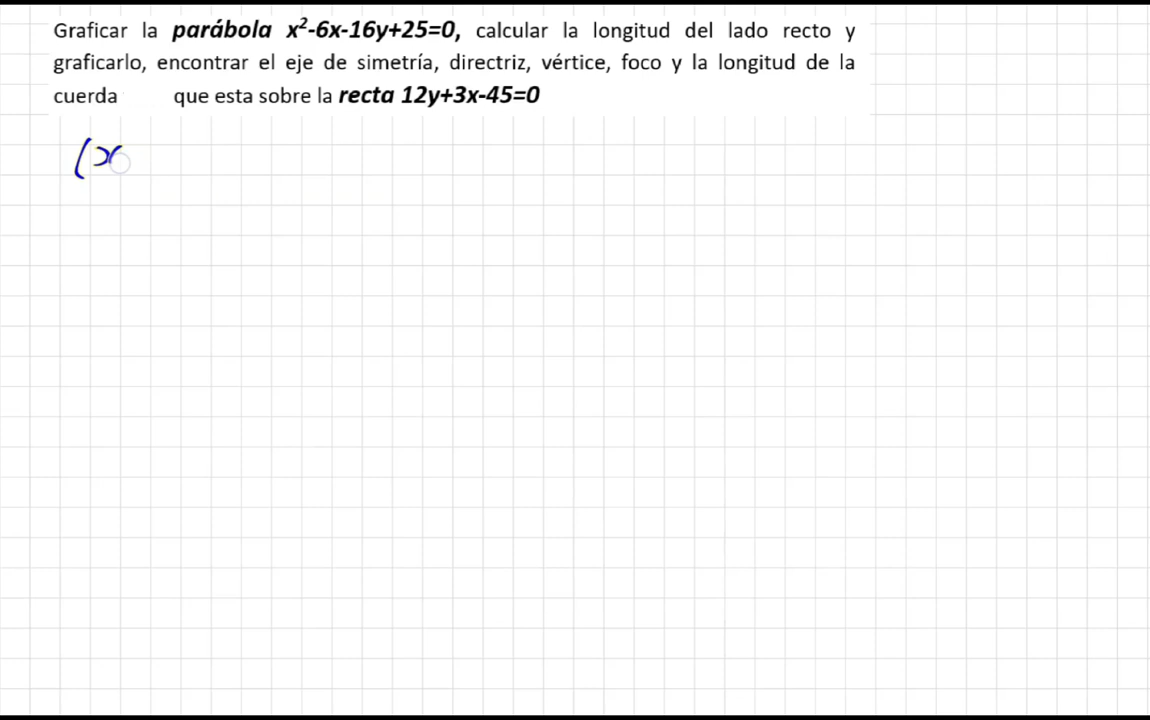 Graficar la parábola x²-6x-16y+25=0, calcular la longitud del lado recto y
graficarlo, encontrar el eje de simetría, directriz, vértice, foco y la longitud de la
cuerda que esta sobre la recta 12y+3x-45=0
(x